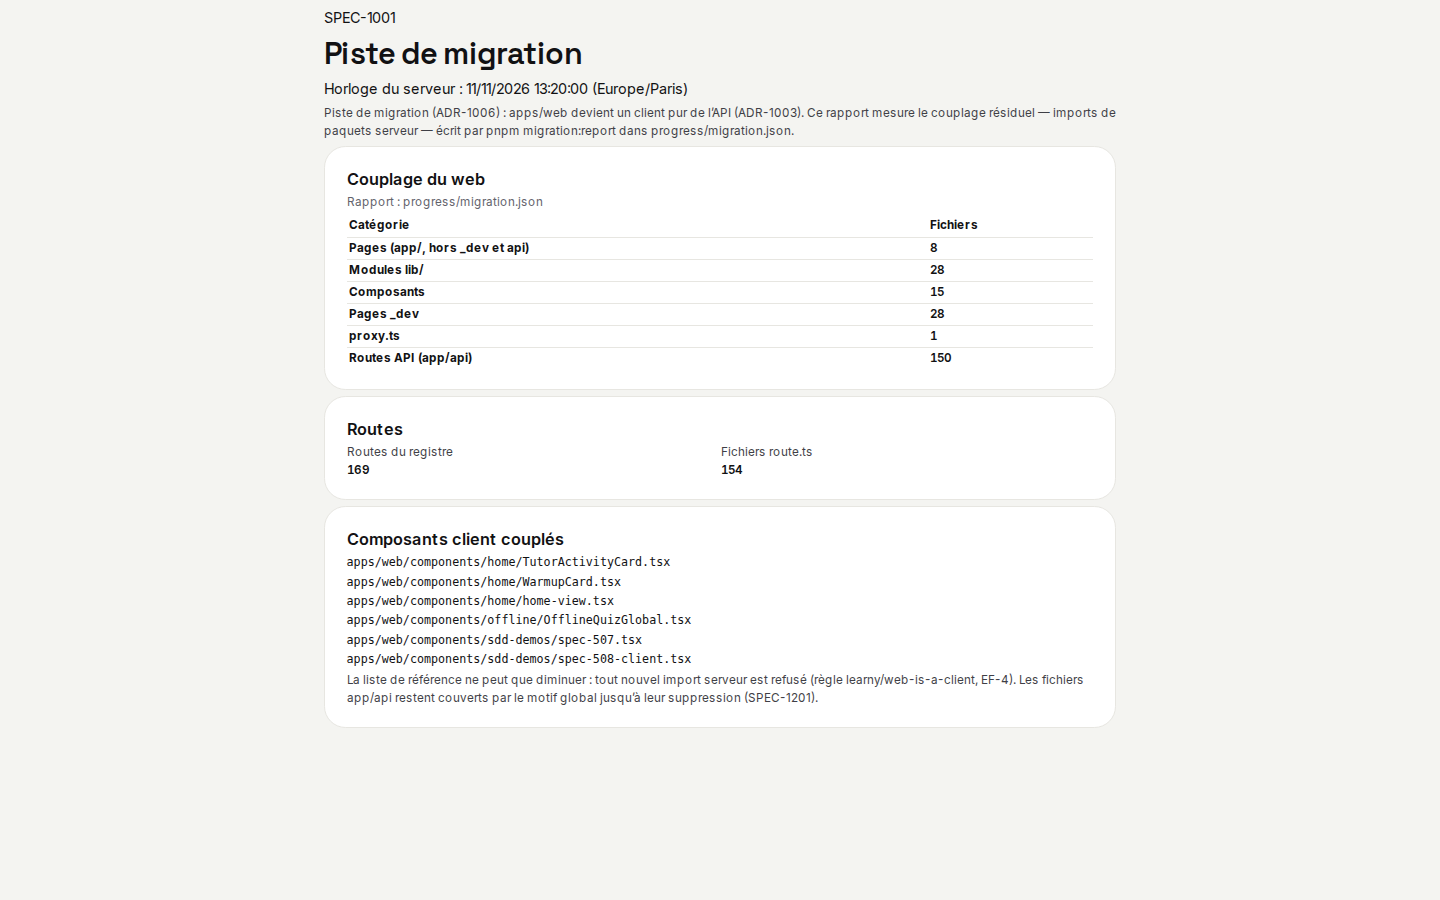 SPEC-1001
Piste de migration
Horloge du serveur : 11/11/2026 13:20:00 (Europe/Paris)
Piste de migration (ADR-1006) : apps/web devient un client pur de l’API (ADR-1003). Ce rapport mesure le couplage résiduel — imports de
paquets serveur — écrit par pnpm migration:report dans progress/migration.json.
Couplage du web
Rapport : progress/migration.json
Catégorie Fichiers
Pages (app/, hors _dev et api) 8
Modules lib/ 28
Composants 15
Pages _dev 28
proxy.ts 1
Routes API (app/api) 150
Routes
Routes du registre Fichiers route.ts
169 154
Composants client couplés
apps/web/components/home/TutorActivityCard.tsx
apps/web/components/home/WarmupCard.tsx
apps/web/components/home/home-view.tsx
apps/web/components/offline/OfflineQuizGlobal.tsx
apps/web/components/sdd-demos/spec-507.tsx
apps/web/components/sdd-demos/spec-508-client.tsx
La liste de référence ne peut que diminuer : tout nouvel import serveur est refusé (règle learny/web-is-a-client, EF-4). Les fichiers
app/api restent couverts par le motif global jusqu’à leur suppression (SPEC-1201).